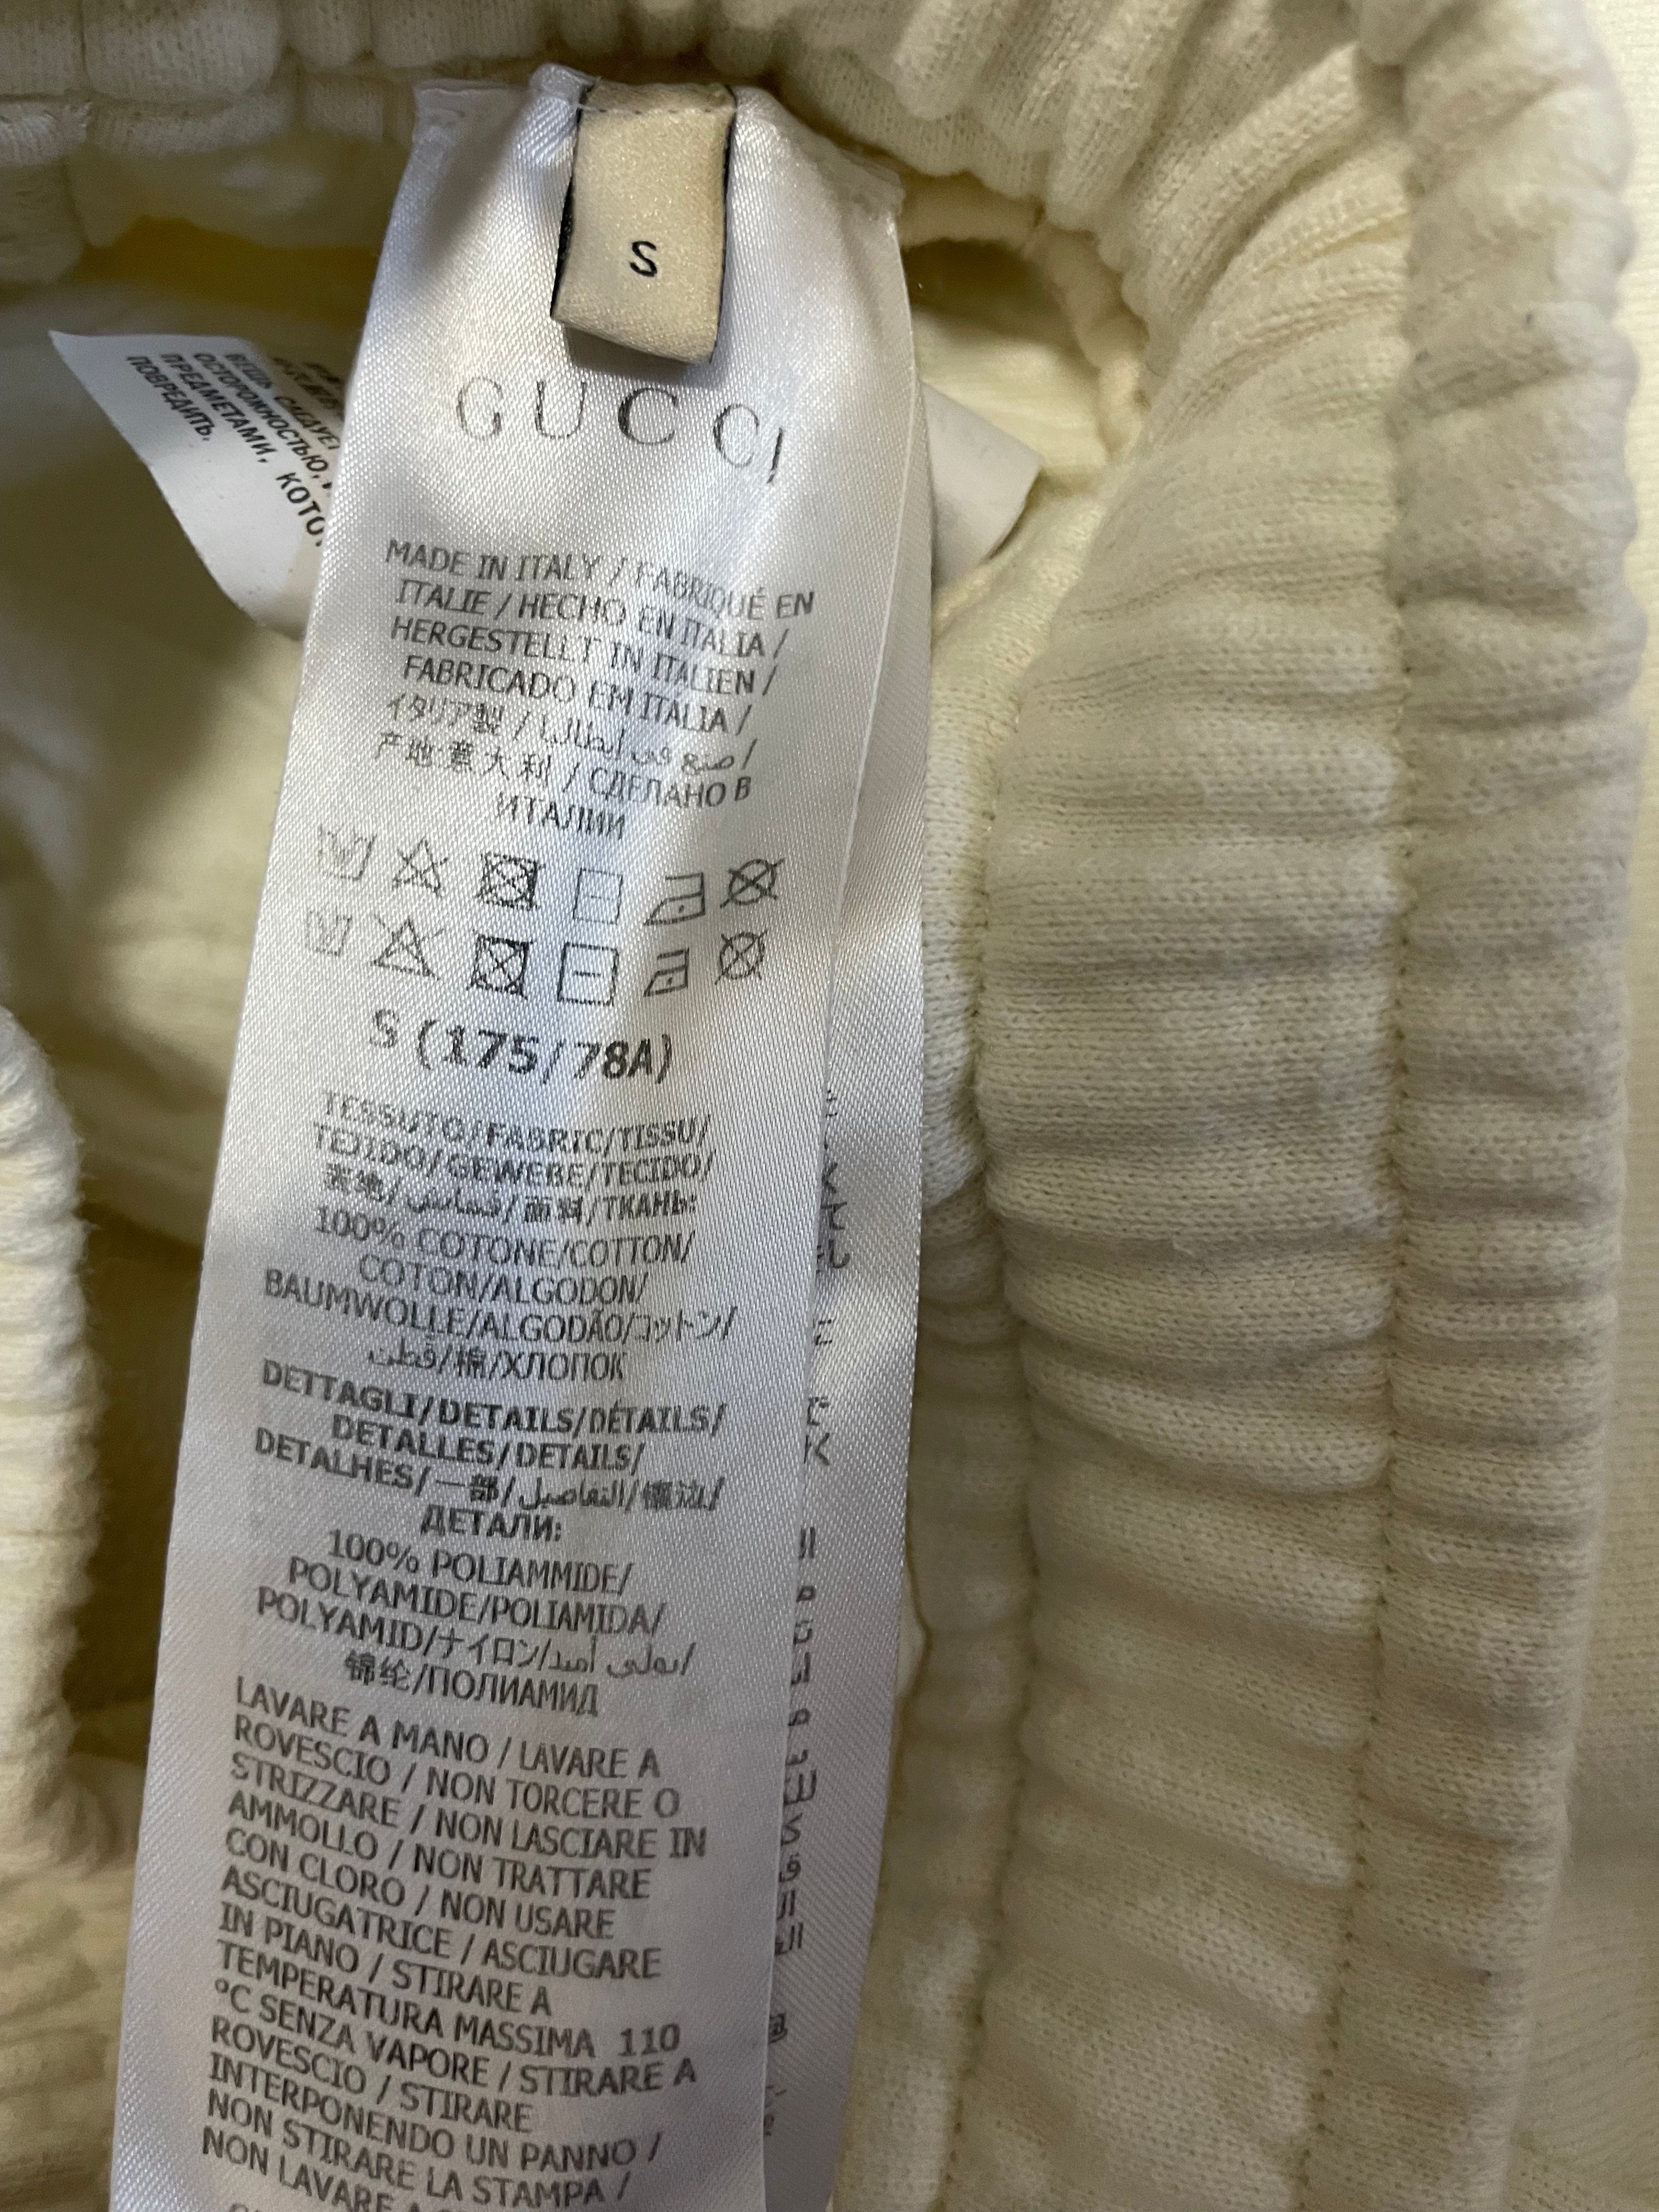 S
GUCCI
MADE IN ITALY / FABRIQUÉ EN
ITALIE / HECHO EN ITALIA /
HERGESTELLT IN ITALIEN /
FABRICADO EM ITALIA /
イタリア製 / صنع في إيطاليا /
产地:意大利 / СДЕЛАНО В
ИТАЛИИ
S (175/78A)
TESSUTO/FABRIC/TISSU/
TEJIDO/GEWEBE/TECIDO/
表地/قماش/面料/ТКАНЬ:
100% COTONE/COTTON/
COTON/ALGODON/
BAUMWOLLE/ALGODÃO/コットン/
قطن/棉/ХЛОПОК
DETTAGLI/DETAILS/DÉTAILS/
DETALLES/DETAILS/
DETALHES/一部/التفاصيل/镶边/
ДЕТАЛИ:
100% POLIAMMIDE/
POLYAMIDE/POLIAMIDA/
POLYAMID/ナイロン/بولي أميد/
锦纶/ПОЛИАМИД
LAVARE A MANO / LAVARE A
ROVESCIO / NON TORCERE O
STRIZZARE / NON LASCIARE IN
AMMOLLO / NON TRATTARE
CON CLORO / NON USARE
ASCIUGATRICE / ASCIUGARE
IN PIANO / STIRARE A
TEMPERATURA MASSIMA 110
°C SENZA VAPORE / STIRARE A
ROVESCIO / STIRARE
INTERPONENDO UN PANNO /
NON STIRARE LA STAMPA /
NON LAVARE A
ВЕЩЬ СЛЕДУЕТ
ОСТОРОЖНОСТЬЮ,
ПРЕДМЕТАМИ, КОТО
ПОВРЕДИТЬ.